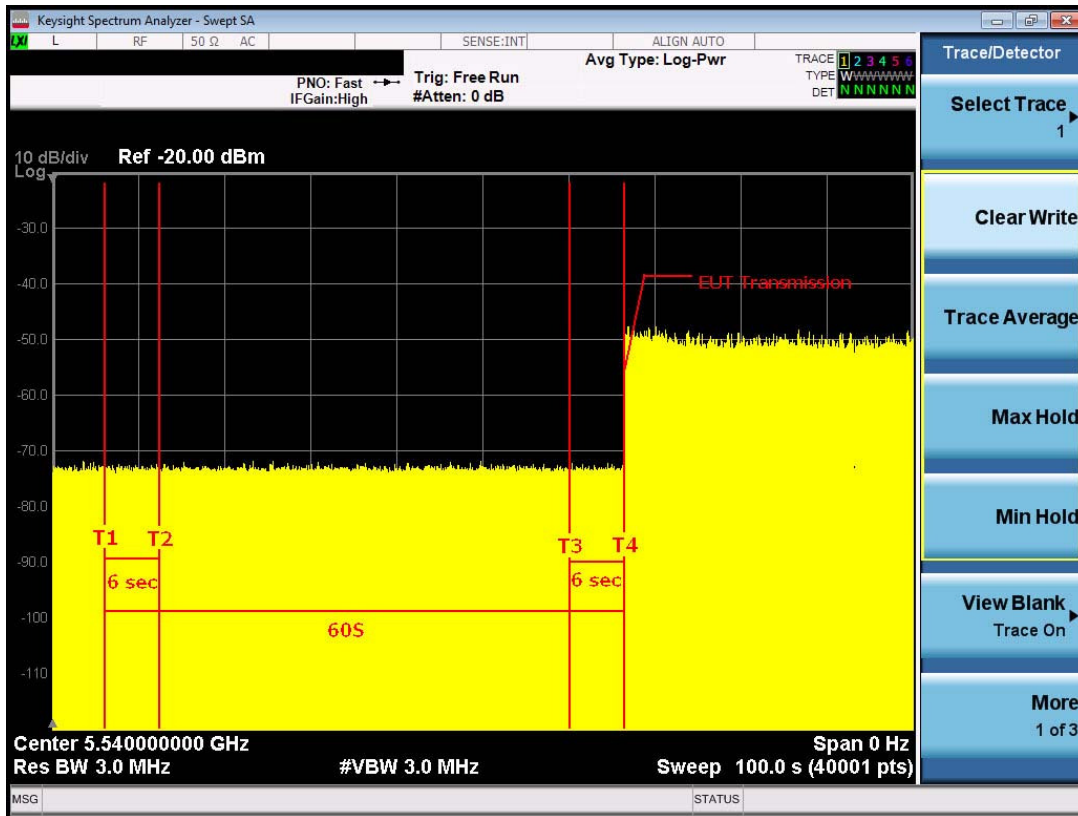 Keysight Spectrum Analyzer - Swept SA
LXI L RF 50 Ω AC SENSE:INT ALIGN AUTO
Avg Type: Log-Pwr
TRACE 1 2 3 4 5 6
TYPE WWWWWW
DET N N N N N N
PNO: Fast
IFGain:High
Trig: Free Run
#Atten: 0 dB
10 dB/div Ref -20.00 dBm
Log
-30.0
-40.0
-50.0
-60.0
-70.0
-80.0
-90.0
-100
-110
EUT Transmission
T1 T2 T3 T4
6 sec 6 sec
60S
Center 5.540000000 GHz Span 0 Hz
Res BW 3.0 MHz #VBW 3.0 MHz Sweep 100.0 s (40001 pts)
MSG STATUS
Trace/Detector
Select Trace
1
Clear Write
Trace Average
Max Hold
Min Hold
View Blank
Trace On
More
1 of 3